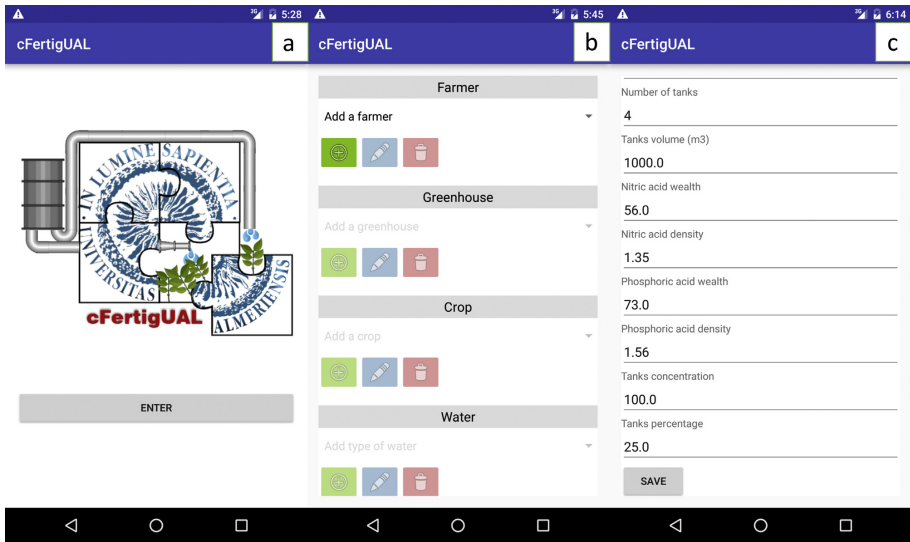 3G 5:28
cFertigUAL
a
IN LUMINE SAPIENTIA
UNIVERSITAS
ALMERIENSIS
cFertigUAL
ENTER
3G 5:45
cFertigUAL
b
Farmer
Add a farmer
Greenhouse
Add a greenhouse
Crop
Add a crop
Water
Add type of water
3G 6:14
cFertigUAL
c
Number of tanks
4
Tanks volume (m3)
1000.0
Nitric acid wealth
56.0
Nitric acid density
1.35
Phosphoric acid wealth
73.0
Phosphoric acid density
1.56
Tanks concentration
100.0
Tanks percentage
25.0
SAVE